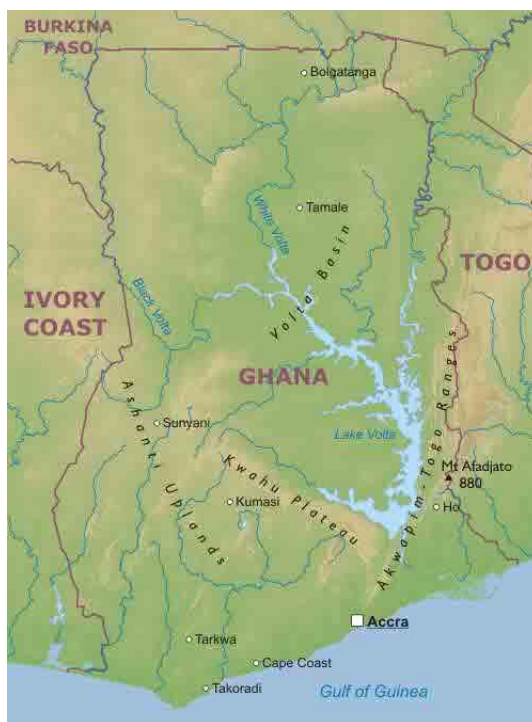 BURKINA
FASO
Bolgatanga
Tamale
White Volta
Volta Basin
TOGO
IVORY
COAST
Black Volta
GHANA
Ashanti Uplands
Sunyani
Lake Volta
Kwahu Plateau
Akwapim-Togo Ranges
Mt Afadjato
880
Kumasi
Ho
Accra
Tarkwa
Cape Coast
Takoradi
Gulf of Guinea